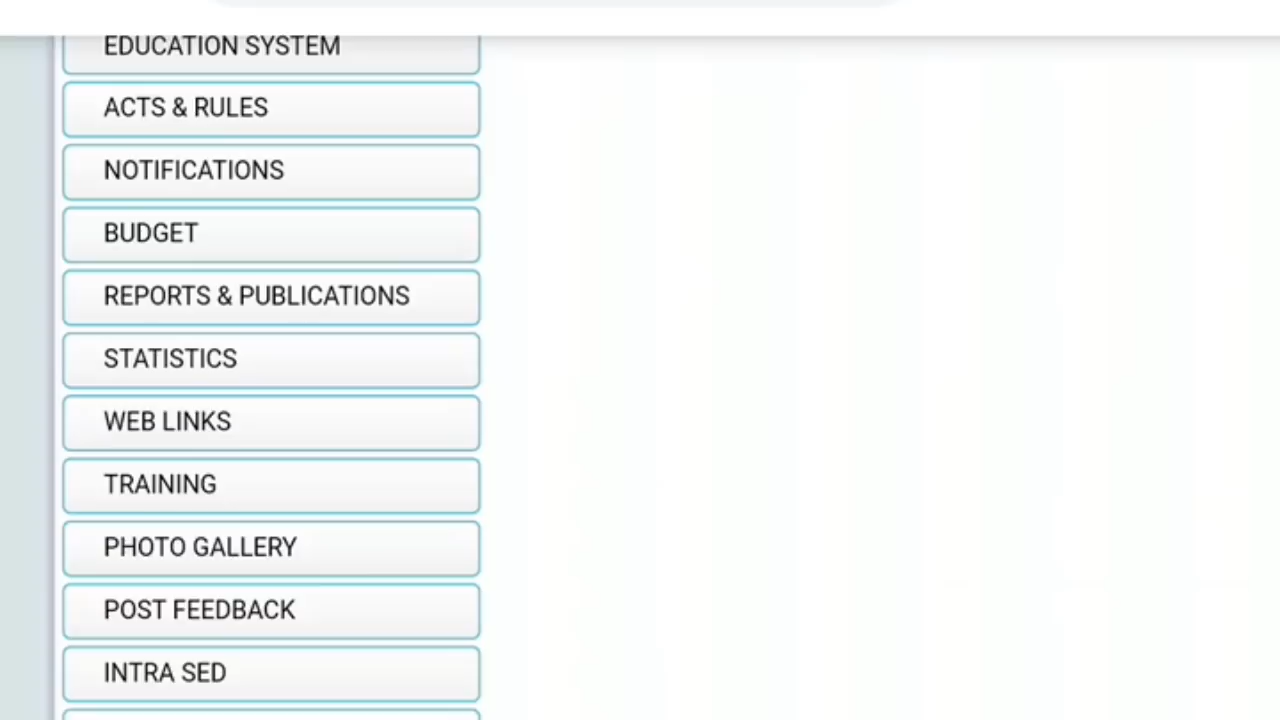 EDUCATION SYSTEM
ACTS & RULES
NOTIFICATIONS
BUDGET
REPORTS & PUBLICATIONS
STATISTICS
WEB LINKS
TRAINING
PHOTO GALLERY
POST FEEDBACK
INTRA SED